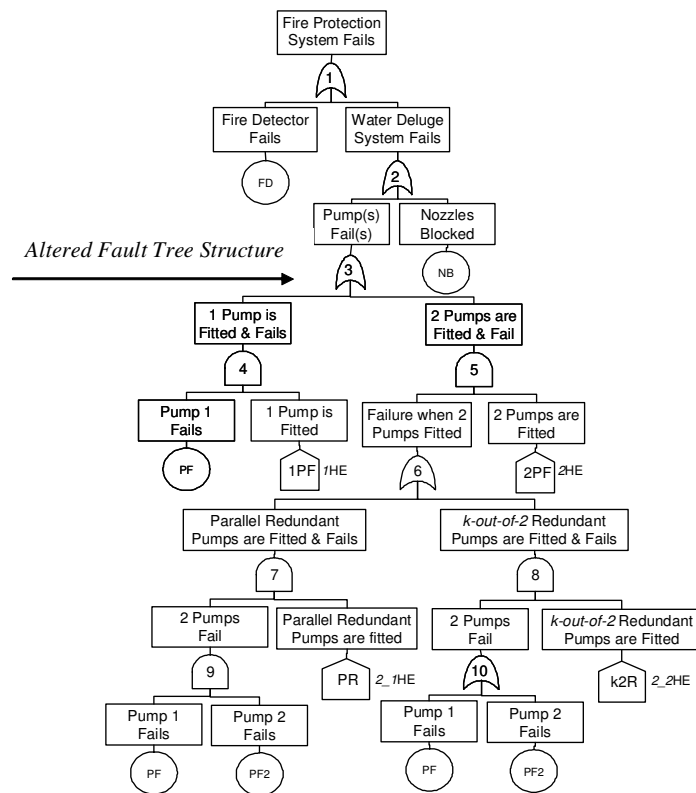 Fire Protection
System Fails
1
Fire Detector
Fails
Water Deluge
System Fails
FD
2
Pump(s)
Fail(s)
Nozzles
Blocked
Altered Fault Tree Structure
3
NB
1 Pump is
Fitted & Fails
2 Pumps are
Fitted & Fail
4
5
Pump 1
Fails
1 Pump is
Fitted
Failure when 2
Pumps Fitted
2 Pumps are
Fitted
PF
1PF
1HE
6
2PF
2HE
Parallel Redundant
Pumps are Fitted & Fails
k-out-of-2 Redundant
Pumps are Fitted & Fails
7
8
2 Pumps
Fail
Parallel Redundant
Pumps are fitted
2 Pumps
Fail
k-out-of-2 Redundant
Pumps are Fitted
9
PR
2_1HE
10
k2R
2_2HE
Pump 1
Fails
Pump 2
Fails
Pump 1
Fails
Pump 2
Fails
PF
PF2
PF
PF2